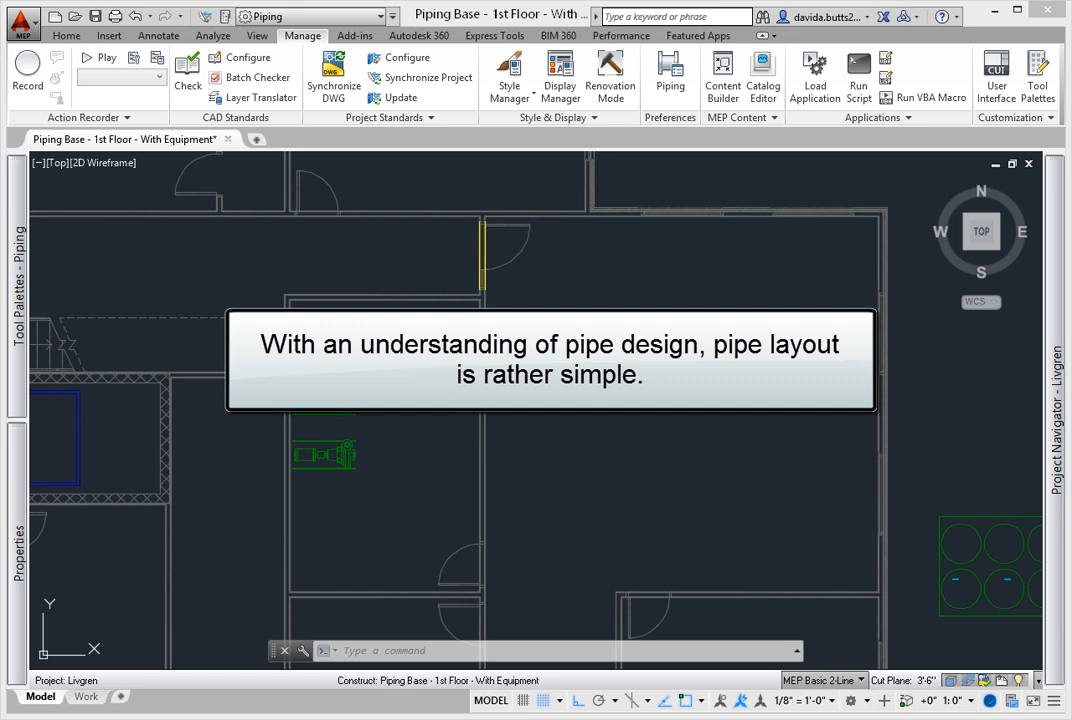 Piping
Piping Base - 1st Floor - With ...
Type a keyword or phrase
davida.butts2...
MEP
Home Insert Annotate Analyze View Manage Add-ins Autodesk 360 Express Tools BIM 360 Performance Featured Apps
Record
Play
Action Recorder
Check
Configure
Batch Checker
Layer Translator
CAD Standards
Synchronize
DWG
Configure
Synchronize Project
Update
Project Standards
Style
Manager
Display
Manager
Renovation
Mode
Style & Display
Piping
Preferences
Content
Builder
Catalog
Editor
MEP Content
Load
Application
Run
Script
Run VBA Macro
Applications
CUI
User
Interface
Tool
Palettes
Customization
Piping Base - 1st Floor - With Equipment*
[−][Top][2D Wireframe]
N
W TOP E
S
WCS
Tool Palettes - Piping
Properties
Project Navigator - Livgren
With an understanding of pipe design, pipe layout
is rather simple.
Y
X
Type a command
Project: Livgren Construct: Piping Base - 1st Floor - With Equipment MEP Basic 2-Line Cut Plane: 3'-6"
Model Work
MODEL 1/8" = 1'-0" +0" 1:0"